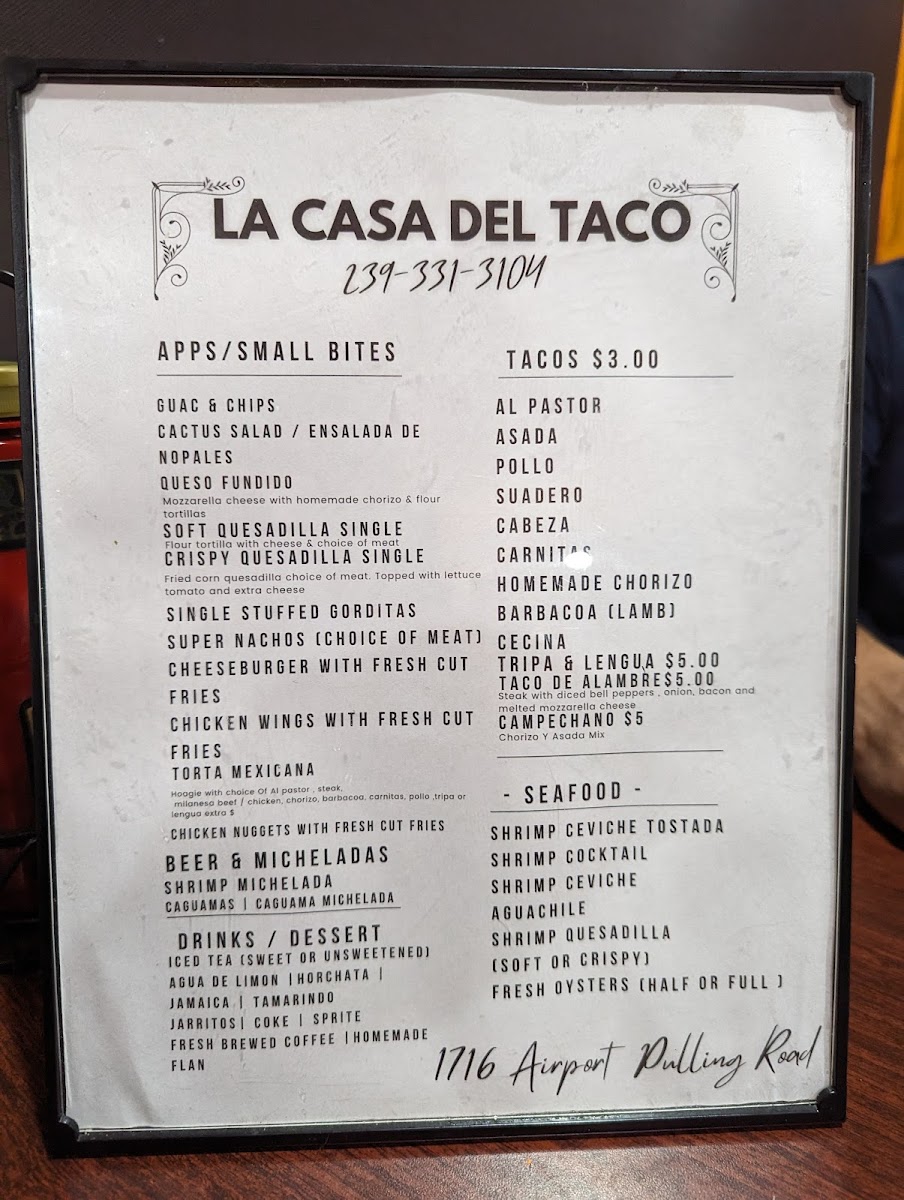 LA CASA DEL TACO
239-331-3104
APPS/SMALL BITES
GUAC & CHIPS
CACTUS SALAD / ENSALADA DE
NOPALES
QUESO FUNDIDO
Mozzarella cheese with homemade chorizo & flour
tortillas
SOFT QUESADILLA SINGLE
Flour tortilla with cheese & choice of meat
CRISPY QUESADILLA SINGLE
Fried corn quesadilla choice of meat. Topped with lettuce
tomato and extra cheese
SINGLE STUFFED GORDITAS
SUPER NACHOS (CHOICE OF MEAT)
CHEESEBURGER WITH FRESH CUT
FRIES
CHICKEN WINGS WITH FRESH CUT
FRIES
TORTA MEXICANA
Hoogie with choice Of Al pastor , steak,
milanesa beef / chicken, chorizo, barbacoa, carnitas, pollo ,tripa or
lengua extra $
CHICKEN NUGGETS WITH FRESH CUT FRIES
BEER & MICHELADAS
SHRIMP MICHELADA
CAGUAMAS | CAGUAMA MICHELADA
DRINKS / DESSERT
ICED TEA (SWEET OR UNSWEETENED)
AGUA DE LIMON |HORCHATA |
JAMAICA | TAMARINDO
JARRITOS| COKE | SPRITE
FRESH BREWED COFFEE |HOMEMADE
FLAN
TACOS $3.00
AL PASTOR
ASADA
POLLO
SUADERO
CABEZA
CARNITAS
HOMEMADE CHORIZO
BARBACOA (LAMB)
CECINA
TRIPA & LENGUA $5.00
TACO DE ALAMBRE$5.00
Steak with diced bell peppers , onion, bacon and
melted mozzarella cheese
CAMPECHANO $5
Chorizo Y Asada Mix
- SEAFOOD -
SHRIMP CEVICHE TOSTADA
SHRIMP COCKTAIL
SHRIMP CEVICHE
AGUACHILE
SHRIMP QUESADILLA
(SOFT OR CRISPY)
FRESH OYSTERS (HALF OR FULL )
1716 Airport Pulling Road